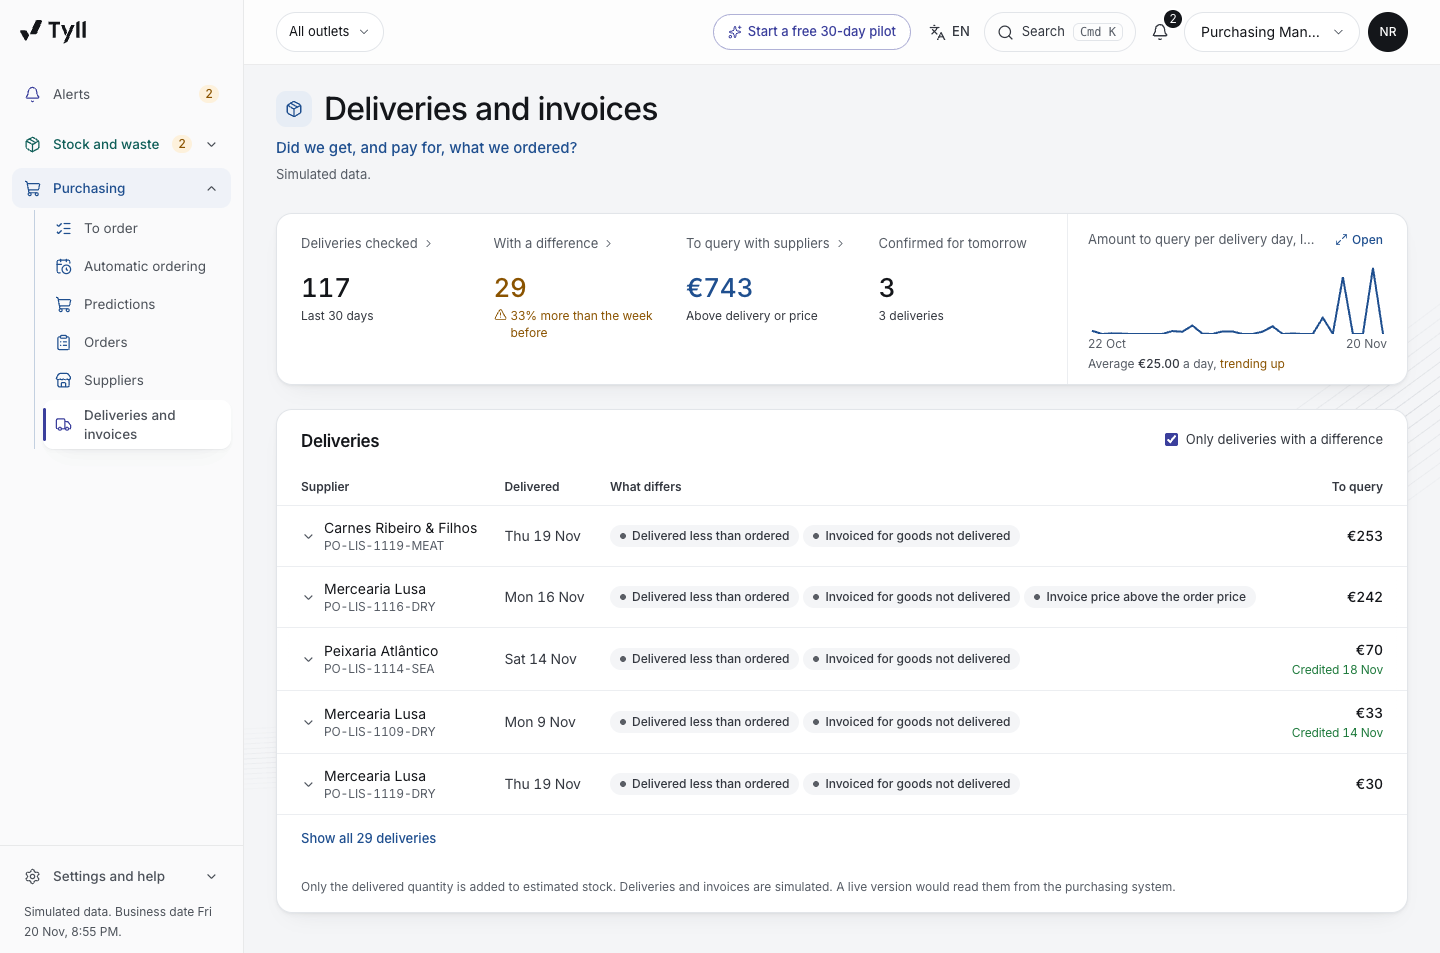 Tyll
All outlets
Start a free 30-day pilot
EN
Search
Cmd K
2
Purchasing Man...
NR
Alerts
2
Stock and waste
2
Purchasing
To order
Automatic ordering
Predictions
Orders
Suppliers
Deliveries and
invoices
Settings and help
Simulated data. Business date Fri
20 Nov, 8:55 PM.
Deliveries and invoices
Did we get, and pay for, what we ordered?
Simulated data.
Deliveries checked
117
Last 30 days
With a difference
29
33% more than the week
before
To query with suppliers
€743
Above delivery or price
Confirmed for tomorrow
3
3 deliveries
Amount to query per delivery day, l...
Open
22 Oct
20 Nov
Average €25.00 a day, trending up
Deliveries
Only deliveries with a difference
Supplier Delivered What differs To query
Carnes Ribeiro & Filhos
PO-LIS-1119-MEAT
Thu 19 Nov
Delivered less than ordered
Invoiced for goods not delivered
€253
Mercearia Lusa
PO-LIS-1116-DRY
Mon 16 Nov
Delivered less than ordered
Invoiced for goods not delivered
Invoice price above the order price
€242
Peixaria Atlântico
PO-LIS-1114-SEA
Sat 14 Nov
Delivered less than ordered
Invoiced for goods not delivered
€70
Credited 18 Nov
Mercearia Lusa
PO-LIS-1109-DRY
Mon 9 Nov
Delivered less than ordered
Invoiced for goods not delivered
€33
Credited 14 Nov
Mercearia Lusa
PO-LIS-1119-DRY
Thu 19 Nov
Delivered less than ordered
Invoiced for goods not delivered
€30
Show all 29 deliveries
Only the delivered quantity is added to estimated stock. Deliveries and invoices are simulated. A live version would read them from the purchasing system.